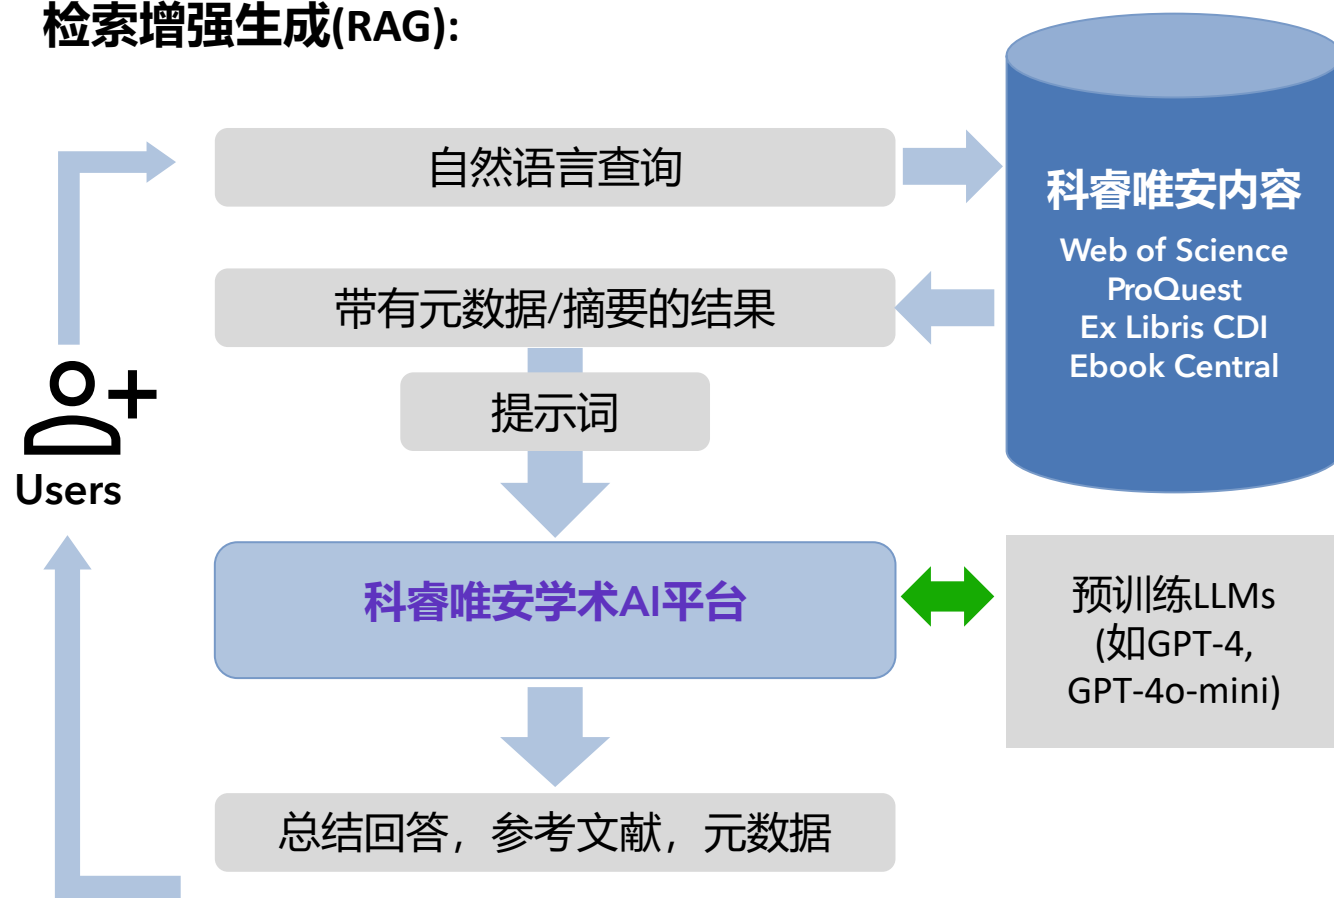 检索增强生成(RAG):
自然语言查询
科睿唯安内容
Web of Science
ProQuest
Ex Libris CDI
Ebook Central
带有元数据/摘要的结果
提示词
Users
科睿唯安学术AI平台
预训练LLMs
(如GPT-4,
GPT-4o-mini)
总结回答，参考文献，元数据